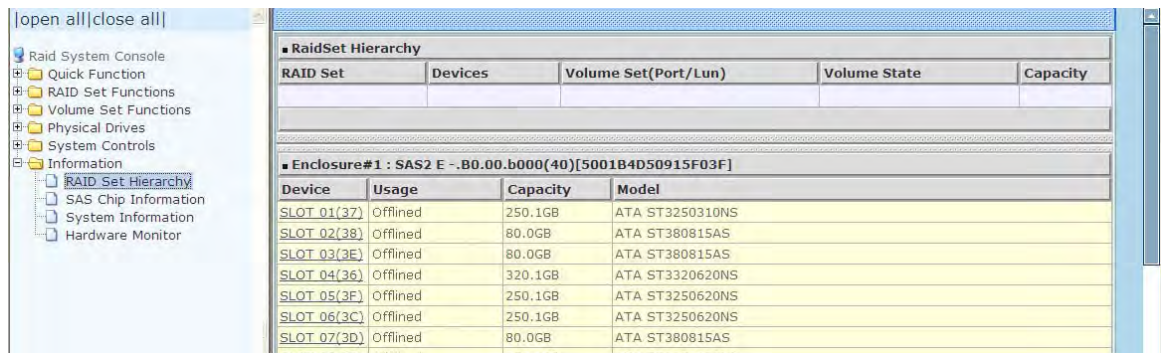 |open all|close all|
Raid System Console
Quick Function
RAID Set Functions
Volume Set Functions
Physical Drives
System Controls
Information
RAID Set Hierarchy
SAS Chip Information
System Information
Hardware Monitor
RaidSet Hierarchy
RAID Set Devices Volume Set(Port/Lun) Volume State Capacity
Enclosure#1 : SAS2 E -.B0.00.b000(40)[5001B4D50915F03F]
Device Usage Capacity Model
SLOT 01(37) Offlined 250.1GB ATA ST3250310NS
SLOT 02(38) Offlined 80.0GB ATA ST380815AS
SLOT 03(3E) Offlined 80.0GB ATA ST380815AS
SLOT 04(36) Offlined 320.1GB ATA ST3320620NS
SLOT 05(3F) Offlined 250.1GB ATA ST3250620NS
SLOT 06(3C) Offlined 250.1GB ATA ST3250620NS
SLOT 07(3D) Offlined 80.0GB ATA ST380815AS